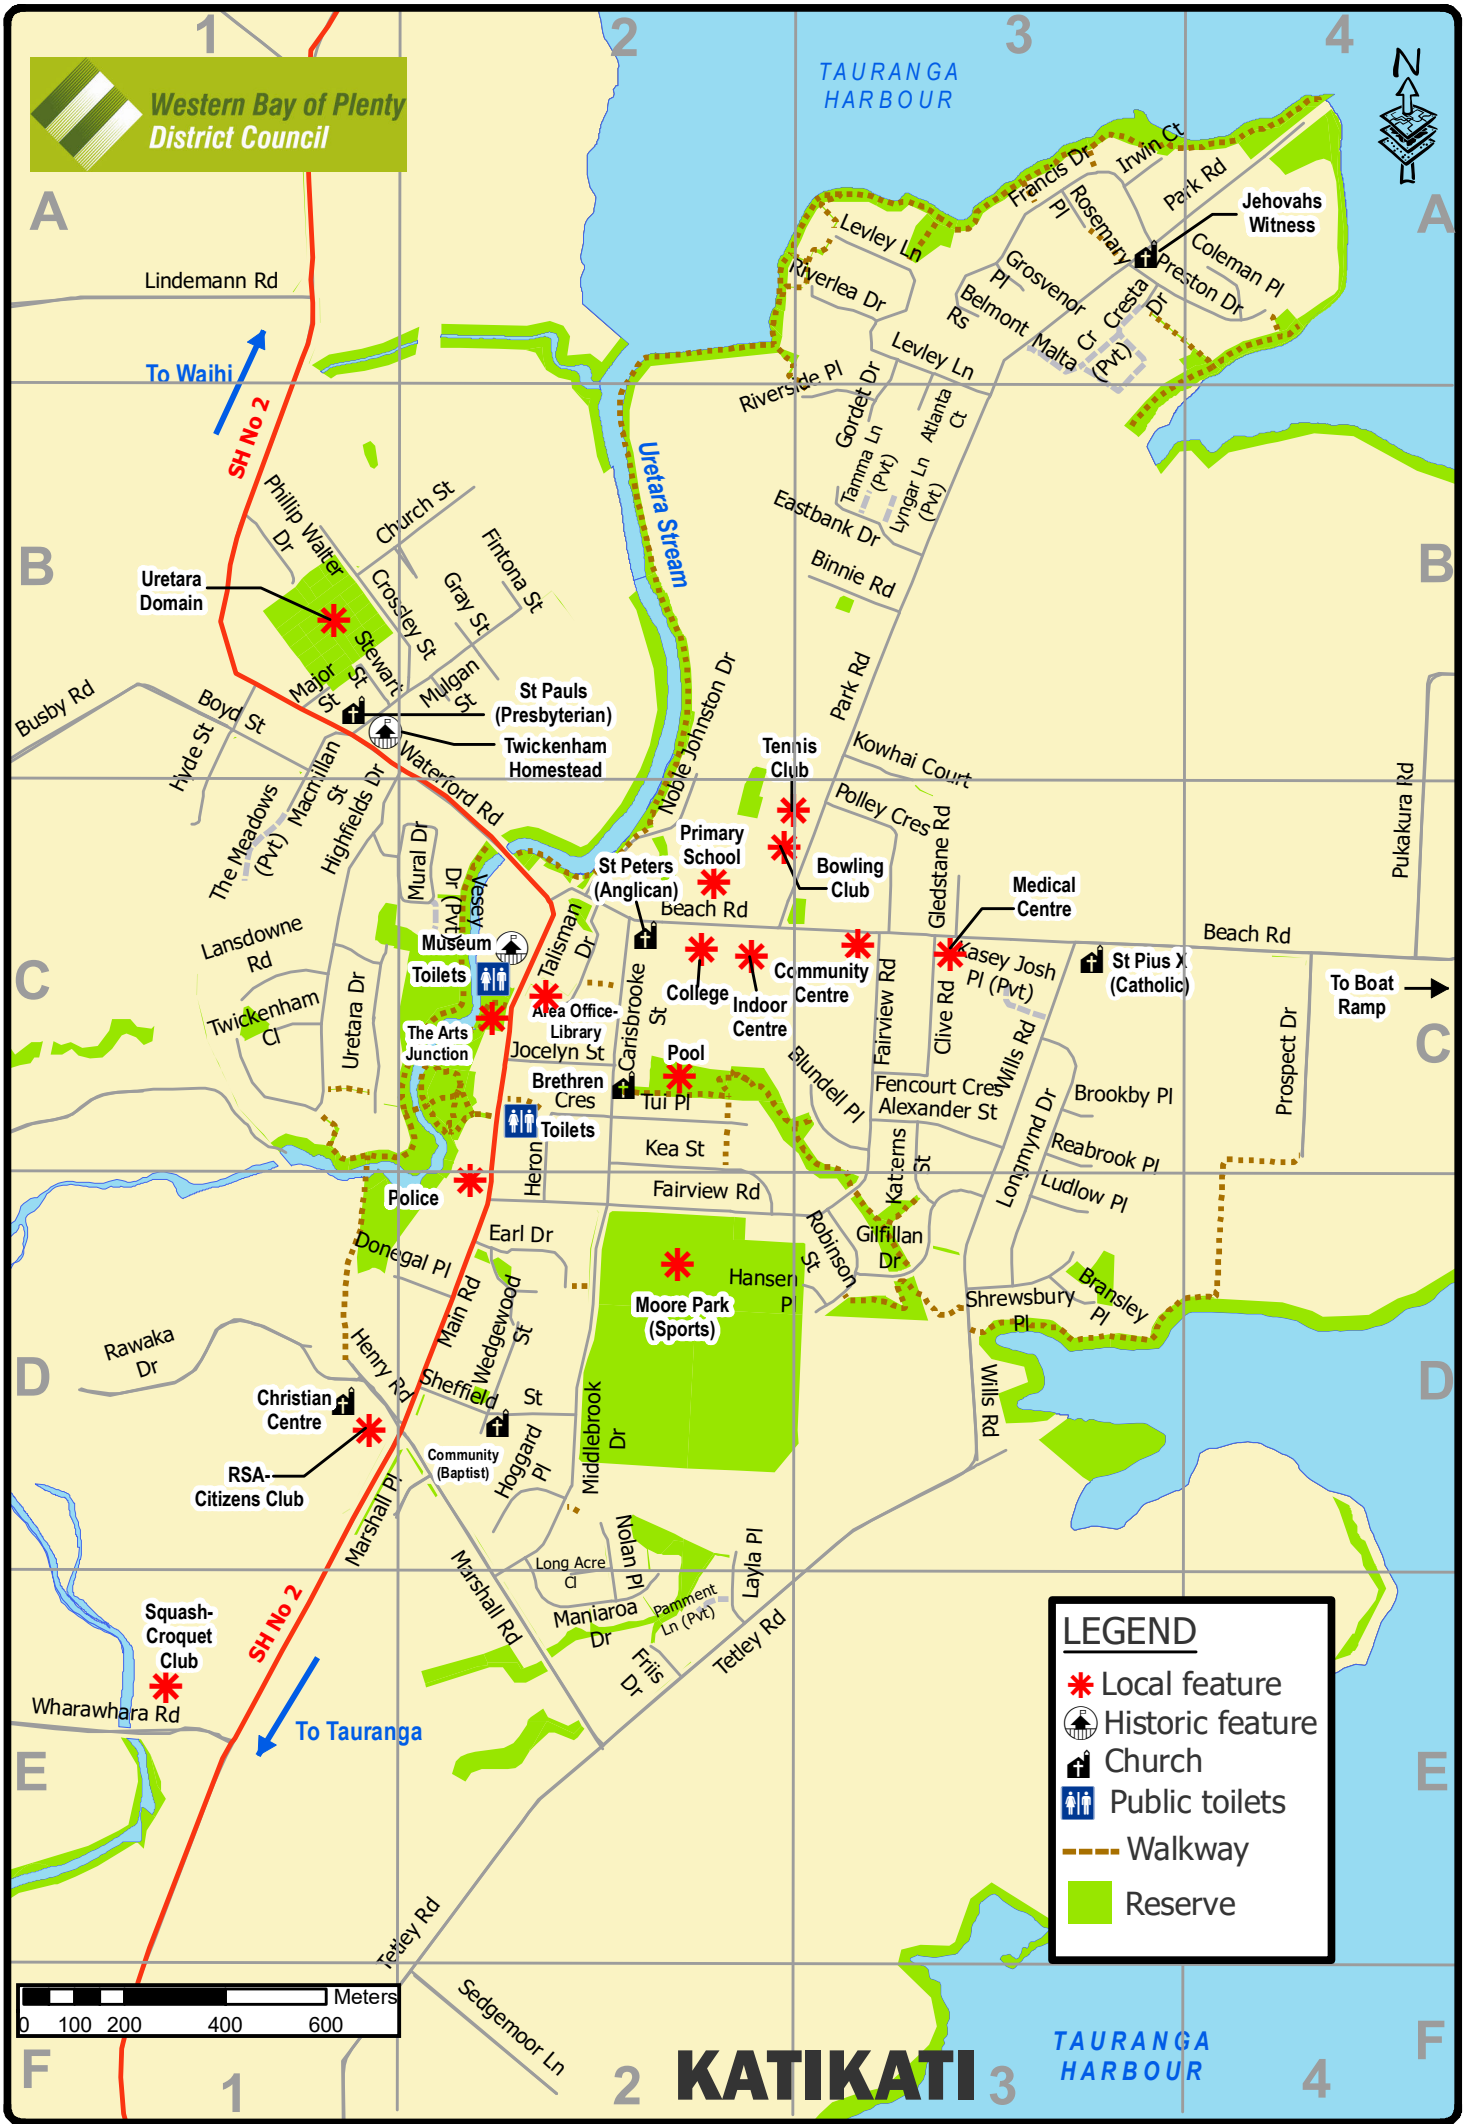 1
2
3
4
Western Bay of Plenty
District Council
TAURANGA
HARBOUR
N
A
A
Francis Dr
Irwin Ct
Park Rd
Rosemary
Pl
Jehovahs
Witness
Levley Ln
Coleman Pl
Preston Dr
Riverlea Dr
Grosvenor
Pl
Belmont
Rs
Cresta
Dr
Malta
Cr
(Pvt)
Lindemann Rd
To Waihi
Levley Ln
Riverside Pl
SH No 2
Gordet Dr
Atlanta
Ct
Tamma Ln
(Pvt)
Lyngar Ln
(Pvt)
Uretara Stream
Eastbank Dr
Binnie Rd
Phillip Walter
Dr
Church St
Fintona St
Gray St
Crossley St
B
B
Uretara
Domain
Stewart
St
Major
St
Mulgan
St
St Pauls
(Presbyterian)
Twickenham
Homestead
Busby Rd
Boyd St
Hyde St
Macmillan
St
Waterford Rd
Highfields Dr
The Meadows
(Pvt)
Noble Johnston Dr
Park Rd
Tennis
Club
Kowhai Court
Polley Cres
Gledstane Rd
Pukakura Rd
Mural Dr
Vesey
Dr (Pvt)
Primary
School
St Peters
(Anglican)
Bowling
Club
Medical
Centre
Beach Rd
Beach Rd
Lansdowne
Rd
Museum
Toilets
Talisman
Dr
C
C
College
Indoor
Centre
Community
Centre
Kasey Josh
Pl (Pvt)
St Pius X
(Catholic)
To Boat
Ramp
Twickenham
Cl
Uretara Dr
The Arts
Junction
Area Office-
Library
Carisbrooke
St
Fairview Rd
Clive Rd
Wills Rd
Prospect Dr
Jocelyn St
Pool
Blundell Pl
Brethren
Cres
Tui Pl
Fencourt Cres
Alexander St
Brookby Pl
Toilets
Heron
Kea St
Katterns
St
Longmynd Dr
Reabrook Pl
Ludlow Pl
Police
Fairview Rd
Donegal Pl
Earl Dr
Robinson
St
Gilfillan
Dr
Hansen
Pl
Moore Park
(Sports)
Shrewsbury
Pl
Bransley
Pl
Main Rd
Wedgewood
St
Rawaka
Dr
Henry Rd
D
D
Sheffield
St
Christian
Centre
Middlebrook
Dr
Wills Rd
RSA-
Citizens Club
Community
(Baptist)
Hoggard
Pl
Marshall Pl
Nolan Pl
Layla Pl
Long Acre
Cl
Marshall Rd
Maniaroa
Dr
Pamment
Ln (Pvt)
Friis
Dr
Tetley Rd
SH No 2
Squash-
Croquet
Club
Wharawhara Rd
To Tauranga
E
E
LEGEND
Local feature
Historic feature
Church
Public toilets
Walkway
Reserve
Tetley Rd
Sedgemoor Ln
Meters
0 100 200 400 600
TAURANGA
HARBOUR
F
F
KATIKATI
1
2
3
4